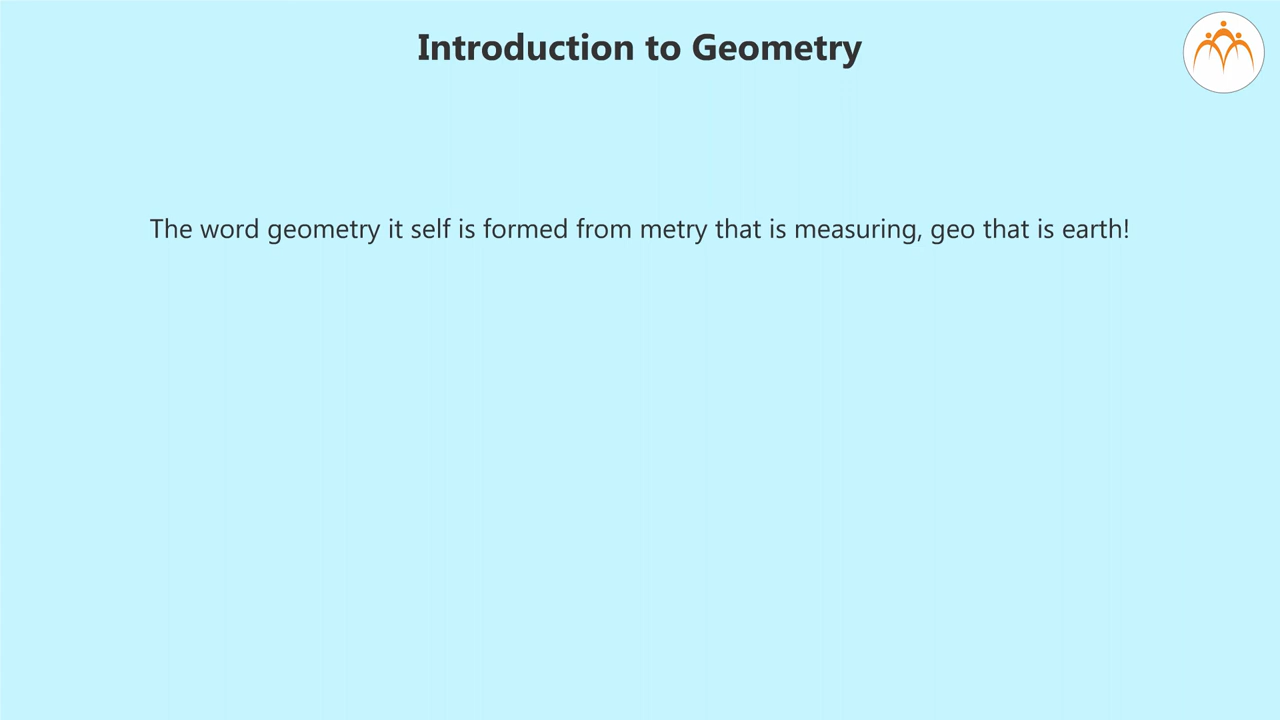 Introduction to Geometry
The word geometry it self is formed from metry that is measuring, geo that is earth!